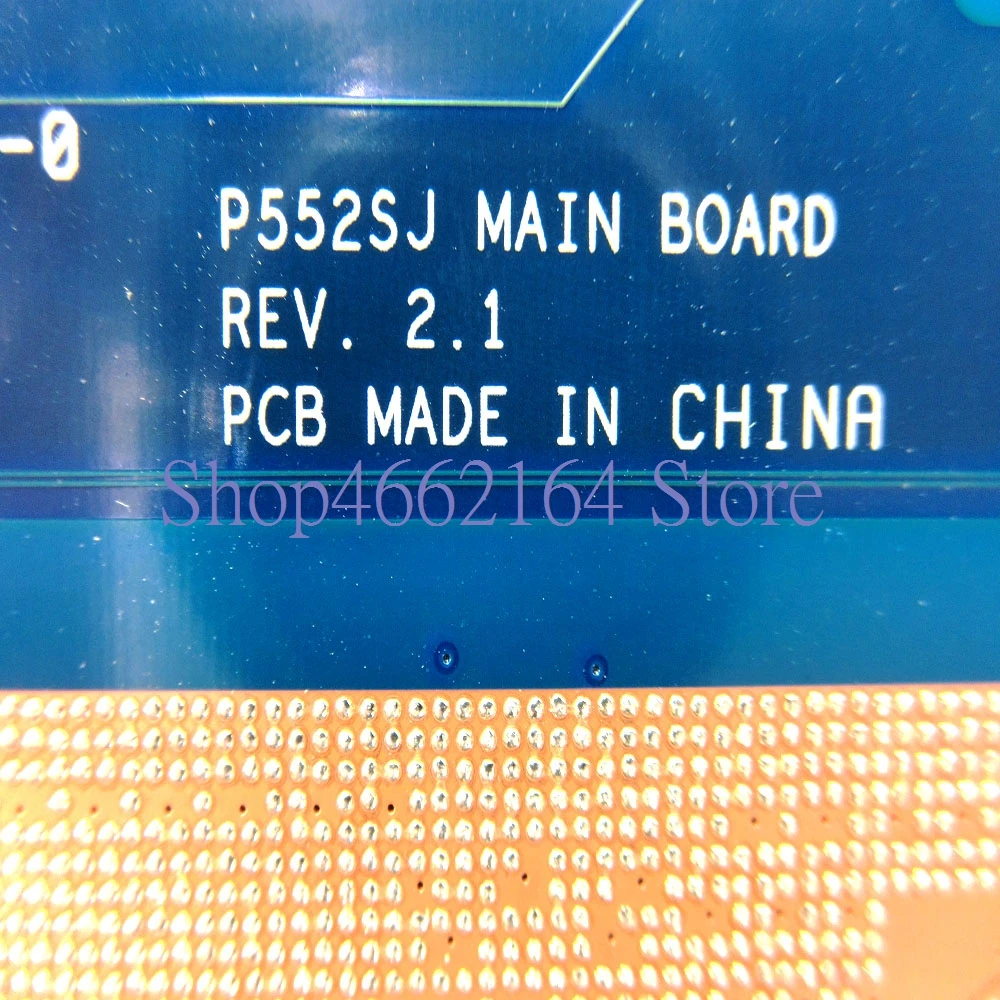 -0
P552SJ MAIN BOARD
REV. 2.1
PCB MADE IN CHINA
Shop4662164 Store